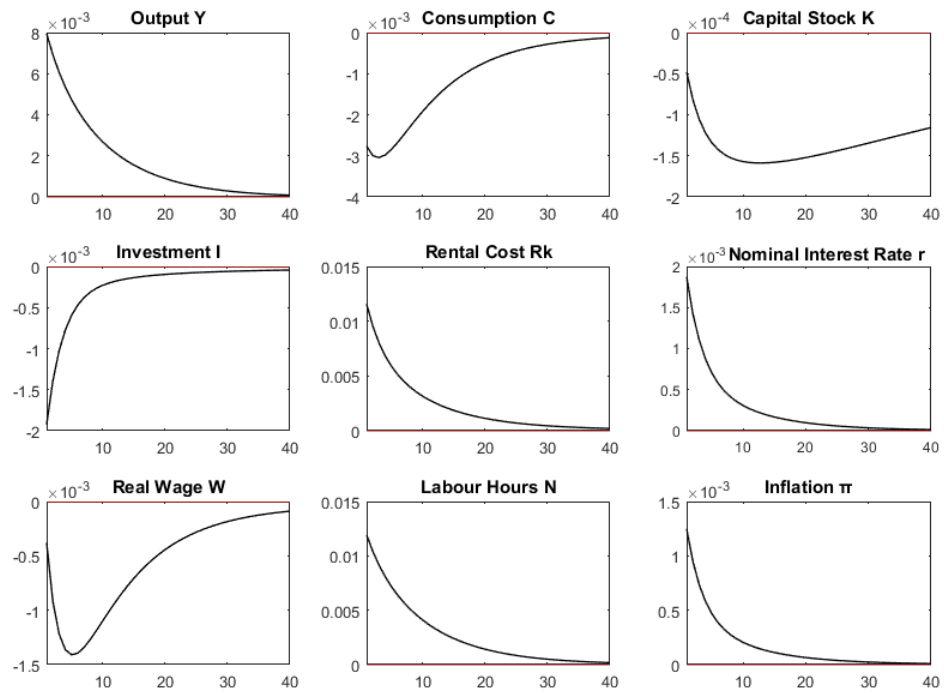 Output Y
×10⁻³
8
6
4
2
0
10 20 30 40
Consumption C
×10⁻³
0
-1
-2
-3
-4
10 20 30 40
Capital Stock K
×10⁻⁴
0
-0.5
-1
-1.5
-2
10 20 30 40
Investment I
×10⁻³
0
-0.5
-1
-1.5
-2
10 20 30 40
Rental Cost Rk
0.015
0.01
0.005
0
10 20 30 40
Nominal Interest Rate r
×10⁻³
2
1.5
1
0.5
0
10 20 30 40
Real Wage W
×10⁻³
0
-0.5
-1
-1.5
10 20 30 40
Labour Hours N
0.015
0.01
0.005
0
10 20 30 40
Inflation π
×10⁻³
1.5
1
0.5
0
10 20 30 40